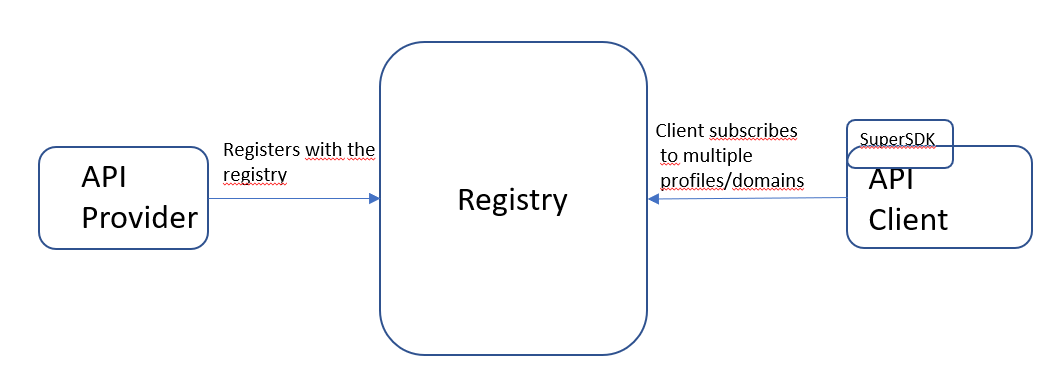 API
Provider
Registers with the
registry
Registry
Client subscribes
to multiple
profiles/domains
SuperSDK
API
Client